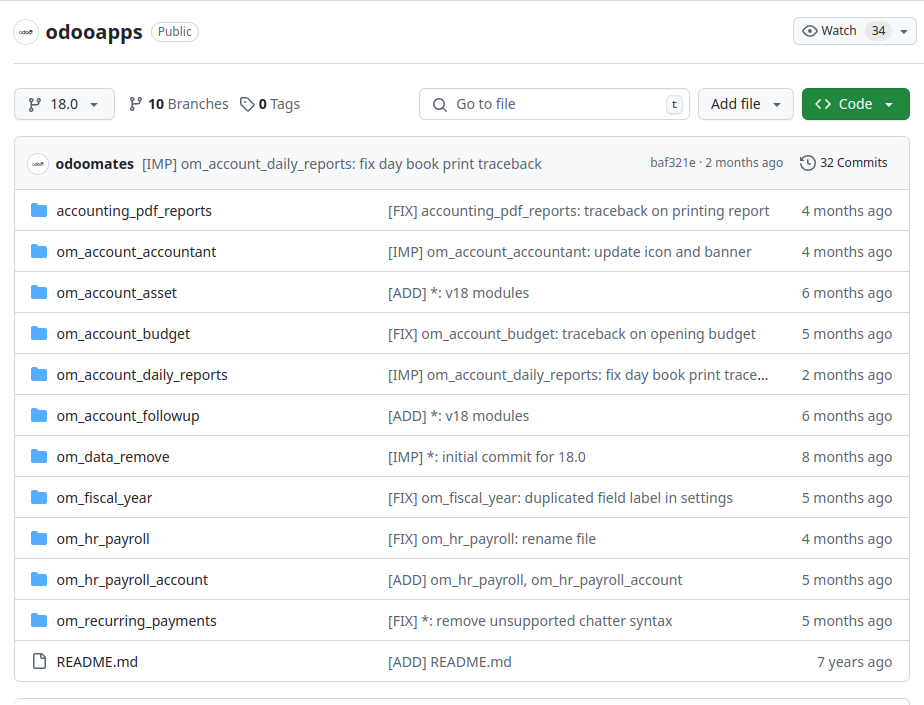 odooapps Public Watch 34
18.0 10 Branches 0 Tags Go to file t Add file Code
odoomates [IMP] om_account_daily_reports: fix day book print traceback baf321e · 2 months ago 32 Commits
accounting_pdf_reports [FIX] accounting_pdf_reports: traceback on printing report 4 months ago
om_account_accountant [IMP] om_account_accountant: update icon and banner 4 months ago
om_account_asset [ADD] *: v18 modules 6 months ago
om_account_budget [FIX] om_account_budget: traceback on opening budget 5 months ago
om_account_daily_reports [IMP] om_account_daily_reports: fix day book print trace... 2 months ago
om_account_followup [ADD] *: v18 modules 6 months ago
om_data_remove [IMP] *: initial commit for 18.0 8 months ago
om_fiscal_year [FIX] om_fiscal_year: duplicated field label in settings 5 months ago
om_hr_payroll [FIX] om_hr_payroll: rename file 4 months ago
om_hr_payroll_account [ADD] om_hr_payroll, om_hr_payroll_account 5 months ago
om_recurring_payments [FIX] *: remove unsupported chatter syntax 5 months ago
README.md [ADD] README.md 7 years ago